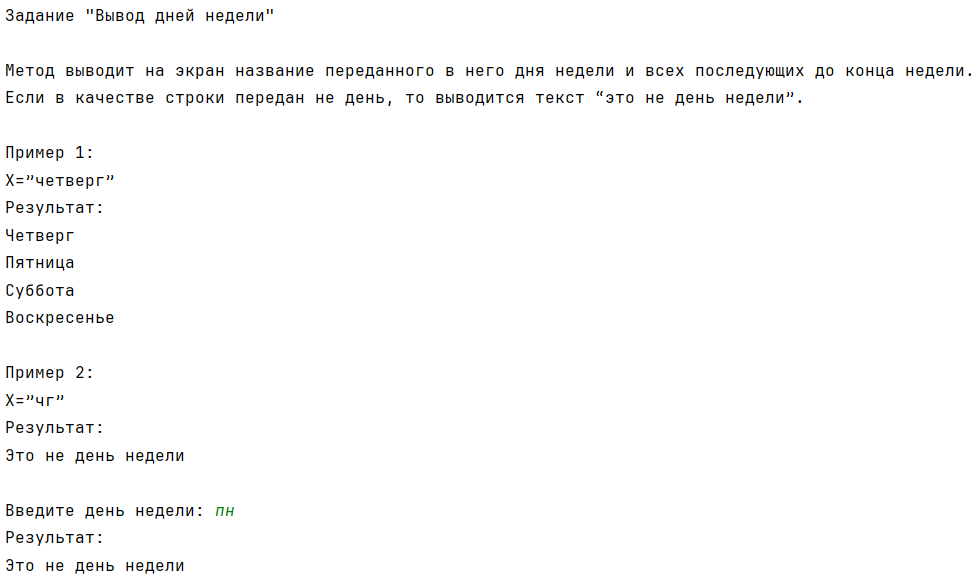 Задание "Вывод дней недели"
Метод выводит на экран название переданного в него дня недели и всех последующих до конца недели.
Если в качестве строки передан не день, то выводится текст “это не день недели”.
Пример 1:
X=”четверг”
Результат:
Четверг
Пятница
Суббота
Воскресенье
Пример 2:
X=”чг”
Результат:
Это не день недели
Введите день недели: пн
Результат:
Это не день недели